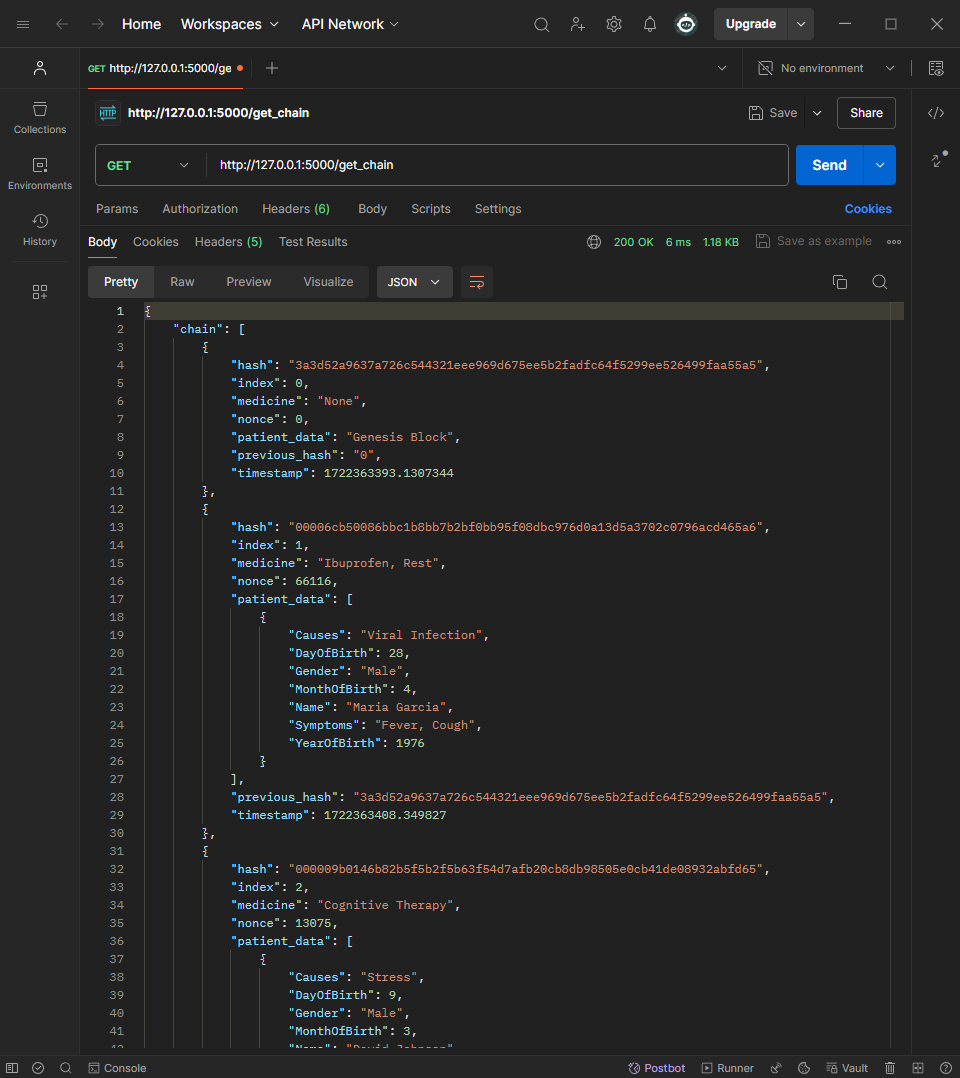 Home Workspaces API Network Upgrade
GET http://127.0.0.1:5000/ge No environment
HTTP http://127.0.0.1:5000/get_chain Save Share
Collections
Environments
History
GET http://127.0.0.1:5000/get_chain Send
Params Authorization Headers (6) Body Scripts Settings Cookies
Body Cookies Headers (5) Test Results 200 OK 6 ms 1.18 KB Save as example
Pretty Raw Preview Visualize JSON
1 {
2 "chain": [
3 {
4 "hash": "3a3d52a9637a726c544321eee969d675ee5b2fadfc64f5299ee526499faa55a5",
5 "index": 0,
6 "medicine": "None",
7 "nonce": 0,
8 "patient_data": "Genesis Block",
9 "previous_hash": "0",
10 "timestamp": 1722363393.1307344
11 },
12 {
13 "hash": "00006cb50086bbc1b8bb7b2bf0bb95f08dbc976d0a13d5a3702c0796acd465a6",
14 "index": 1,
15 "medicine": "Ibuprofen, Rest",
16 "nonce": 66116,
17 "patient_data": [
18 {
19 "Causes": "Viral Infection",
20 "DayOfBirth": 28,
21 "Gender": "Male",
22 "MonthOfBirth": 4,
23 "Name": "Maria Garcia",
24 "Symptoms": "Fever, Cough",
25 "YearOfBirth": 1976
26 }
27 ],
28 "previous_hash": "3a3d52a9637a726c544321eee969d675ee5b2fadfc64f5299ee526499faa55a5",
29 "timestamp": 1722363408.349827
30 },
31 {
32 "hash": "000009b0146b82b5f5b2f5b63f54d7afb20cb8db98505e0cb41de08932abfd65",
33 "index": 2,
34 "medicine": "Cognitive Therapy",
35 "nonce": 13075,
36 "patient_data": [
37 {
38 "Causes": "Stress",
39 "DayOfBirth": 9,
40 "Gender": "Male",
41 "MonthOfBirth": 3,
Console Postbot Runner Vault